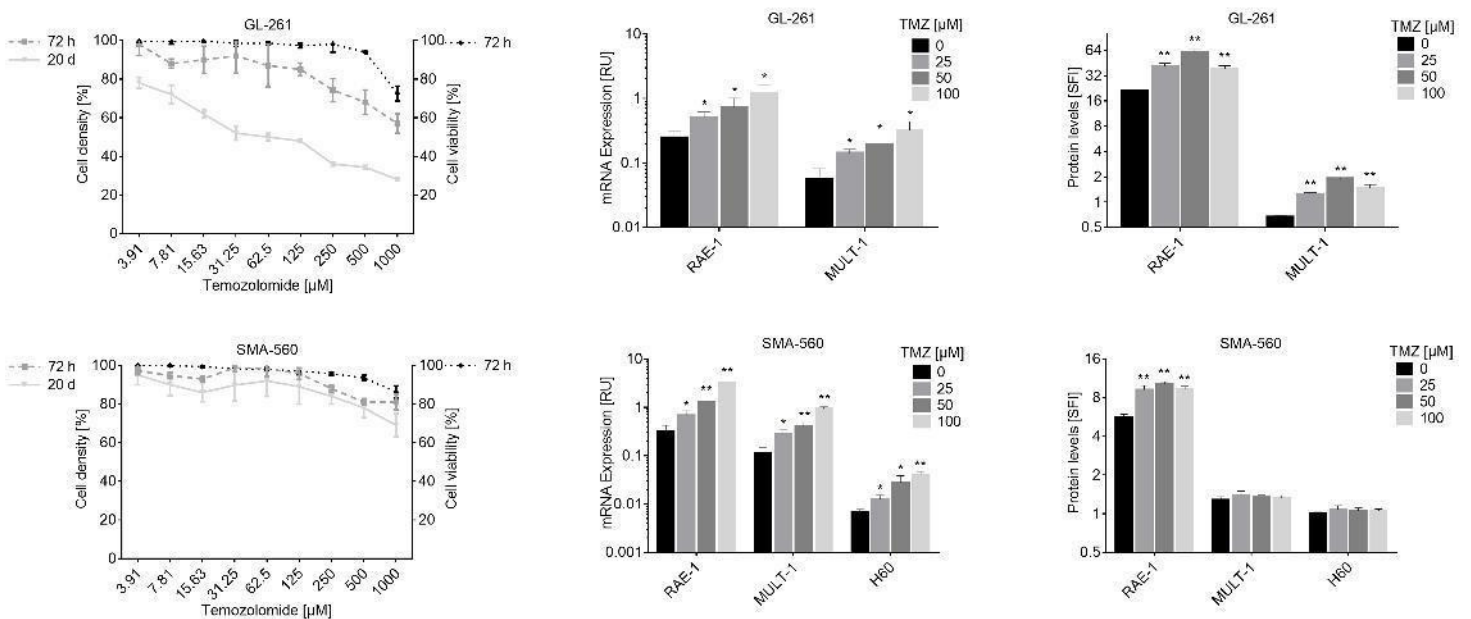 GL-261
72 h
20 d
72 h
Cell density [%]
100
80
60
40
20
0
Cell viability [%]
100
80
60
40
20
3.91
7.81
15.63
31.25
62.5
125
250
500
1000
Temozolomide [µM]
GL-261
TMZ [µM]
0
25
50
100
mRNA Expression [RU]
10
1
0.1
0.01
* * *
* * *
RAE-1
MULT-1
GL-261
TMZ [µM]
0
25
50
100
Protein levels [SFI]
64
32
16
8
4
2
1
0.5
** ** **
** ** **
RAE-1
MULT-1
SMA-560
72 h
20 d
72 h
Cell density [%]
100
80
60
40
20
0
Cell viability [%]
100
80
60
40
20
3.91
7.81
15.63
31.25
62.5
125
250
500
1000
Temozolomide [µM]
SMA-560
TMZ [µM]
0
25
50
100
mRNA Expression [RU]
10
1
0.1
0.01
0.001
* ** **
* ** **
* * **
RAE-1
MULT-1
H60
SMA-560
TMZ [µM]
0
25
50
100
Protein levels [SFI]
16
8
4
2
1
0.5
** ** **
RAE-1
MULT-1
H60